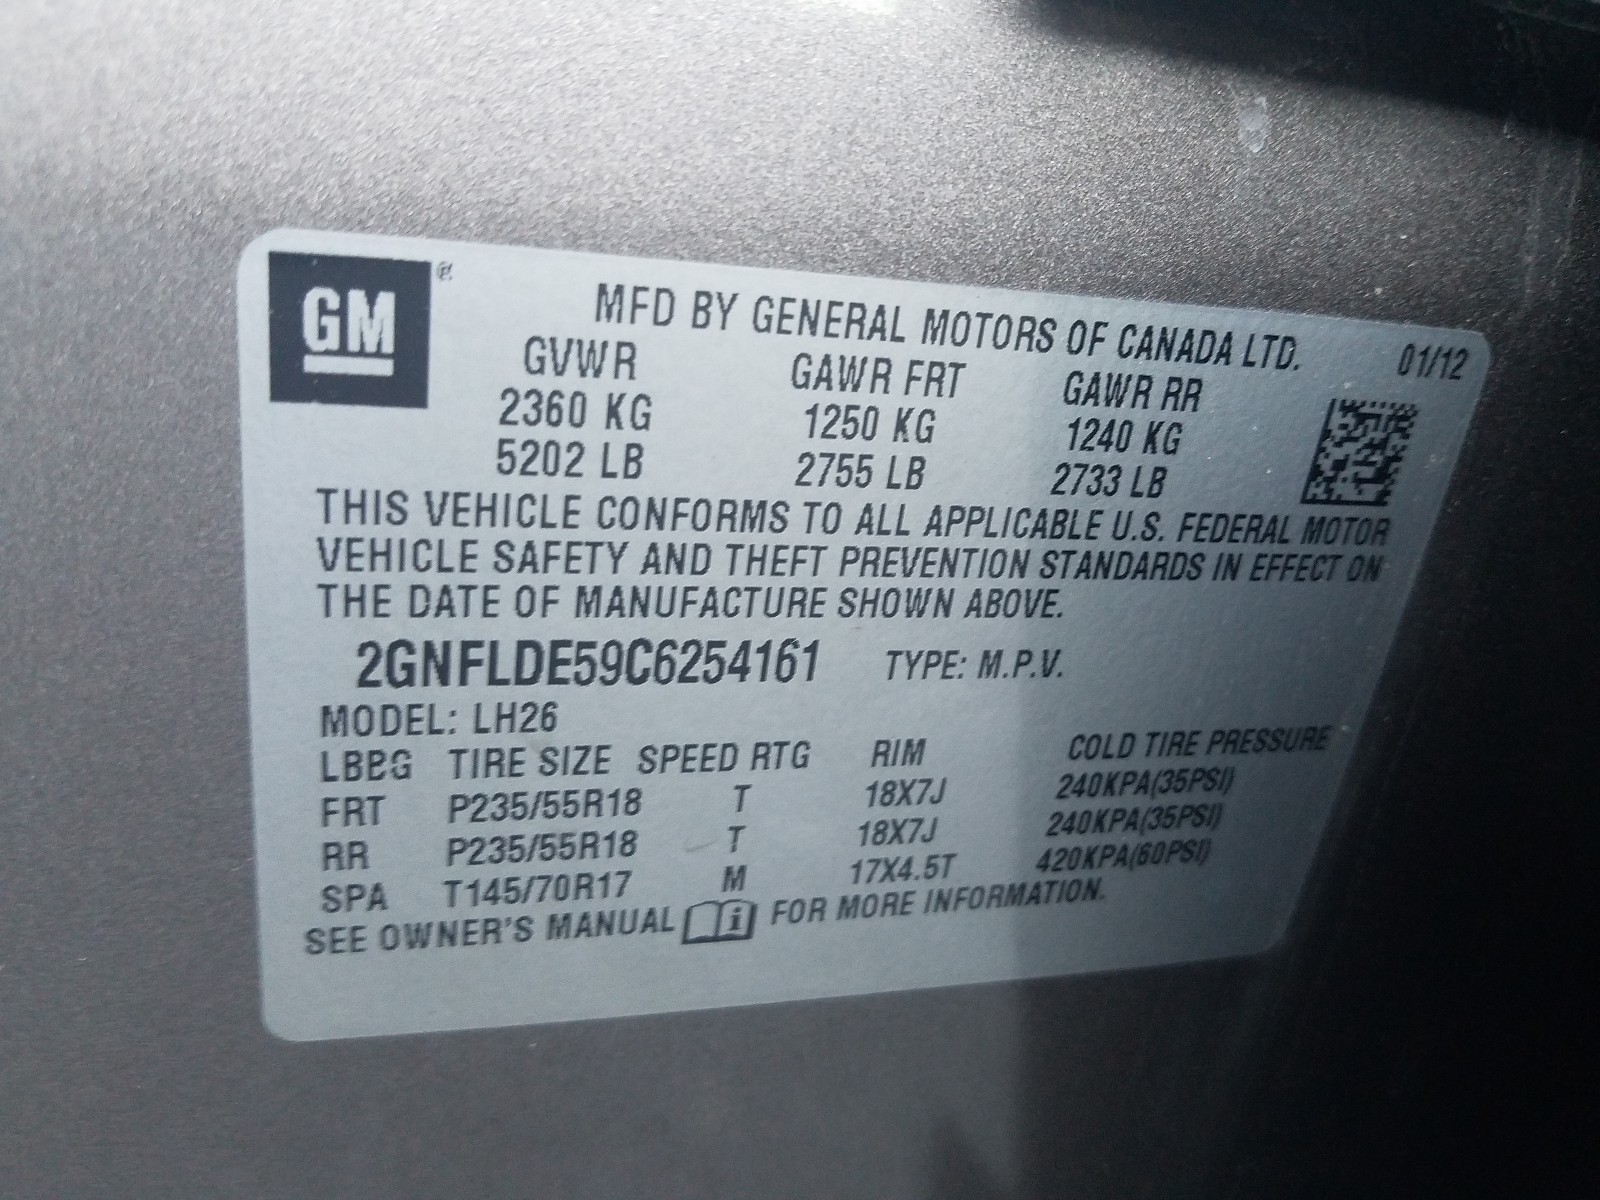 GM
MFD BY GENERAL MOTORS OF CANADA LTD.
01/12
GVWR GAWR FRT GAWR RR
2360 KG 1250 KG 1240 KG
5202 LB 2755 LB 2733 LB
THIS VEHICLE CONFORMS TO ALL APPLICABLE U.S. FEDERAL MOTOR
VEHICLE SAFETY AND THEFT PREVENTION STANDARDS IN EFFECT ON
THE DATE OF MANUFACTURE SHOWN ABOVE.
2GNFLDE59C6254161 TYPE: M.P.V.
MODEL: LH26
TIRE SIZE SPEED RTG RIM COLD TIRE PRESSURE
FRT P235/55R18 T 18X7J 240KPA(35PSI)
RR P235/55R18 T 18X7J 240KPA(35PSI)
SPA T145/70R17 M 17X4.5T 420KPA(60PSI)
SEE OWNER'S MANUAL i FOR MORE INFORMATION.